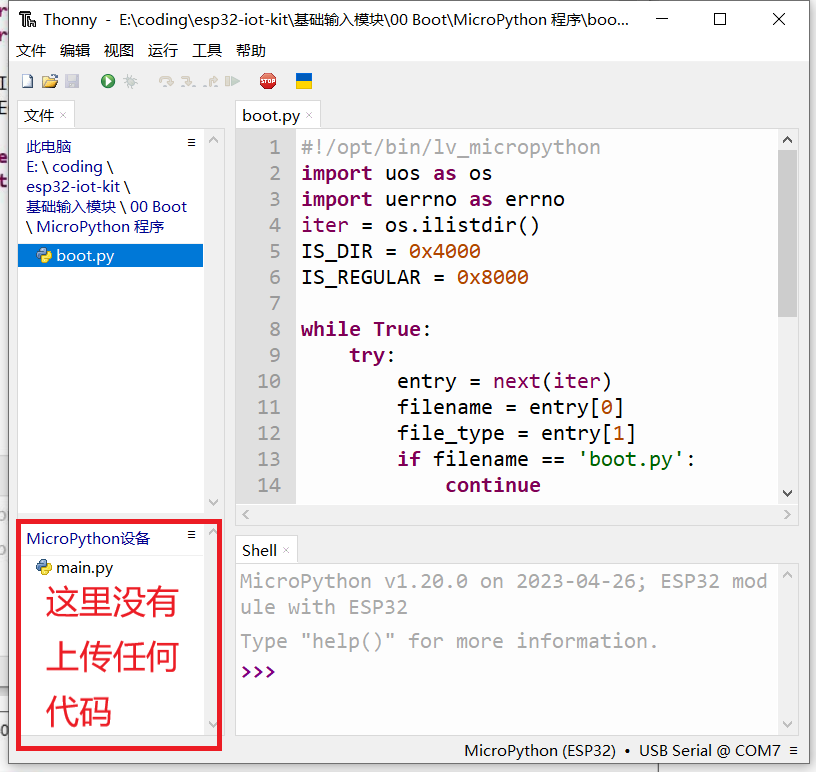 Thonny - E:\coding\esp32-iot-kit\基础输入模块\00 Boot\MicroPython 程序\boo...
文件 编辑 视图 运行 工具 帮助
STOP
文件
此电脑
E: \ coding \
esp32-iot-kit \
基础输入模块 \ 00 Boot
\ MicroPython 程序
boot.py
boot.py
1 #!/opt/bin/lv_micropython
2 import uos as os
3 import uerrno as errno
4 iter = os.ilistdir()
5 IS_DIR = 0x4000
6 IS_REGULAR = 0x8000
7
8 while True:
9 try:
10 entry = next(iter)
11 filename = entry[0]
12 file_type = entry[1]
13 if filename == 'boot.py':
14 continue
MicroPython设备
main.py
这里没有
上传任何
代码
Shell
MicroPython v1.20.0 on 2023-04-26; ESP32 mod
ule with ESP32
Type "help()" for more information.
>>>
MicroPython (ESP32) • USB Serial @ COM7